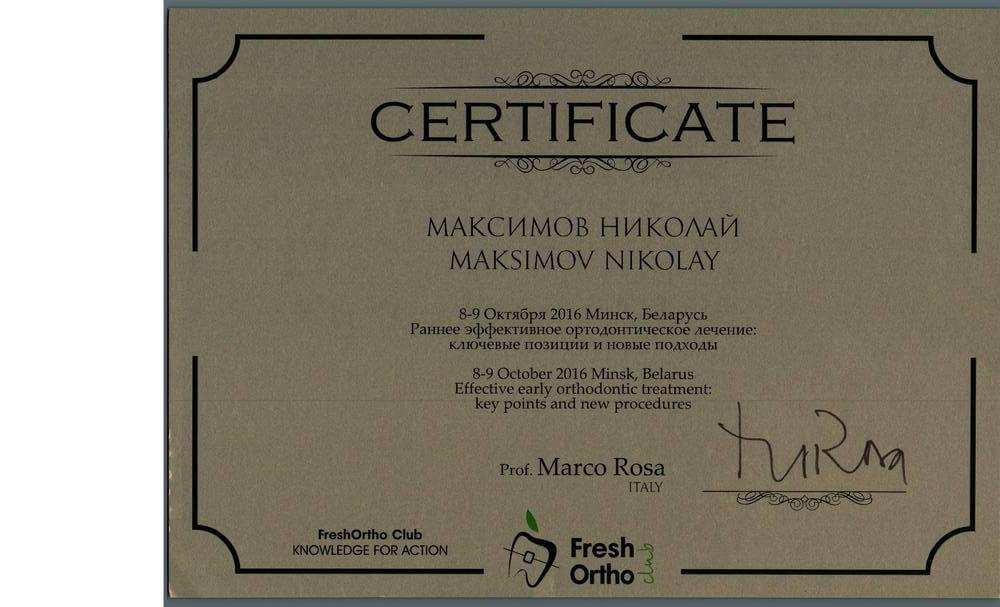 CERTIFICATE
МАКСИМОВ НИКОЛАЙ
MAKSIMOV NIKOLAY
8-9 Октября 2016 Минск, Беларусь
Раннее эффективное ортодонтическое лечение:
ключевые позиции и новые подходы
8-9 October 2016 Minsk, Belarus
Effective early orthodontic treatment:
key points and new procedures
Prof. Marco Rosa
ITALY
FreshOrtho Club
KNOWLEDGE FOR ACTION
Fresh
Ortho
club